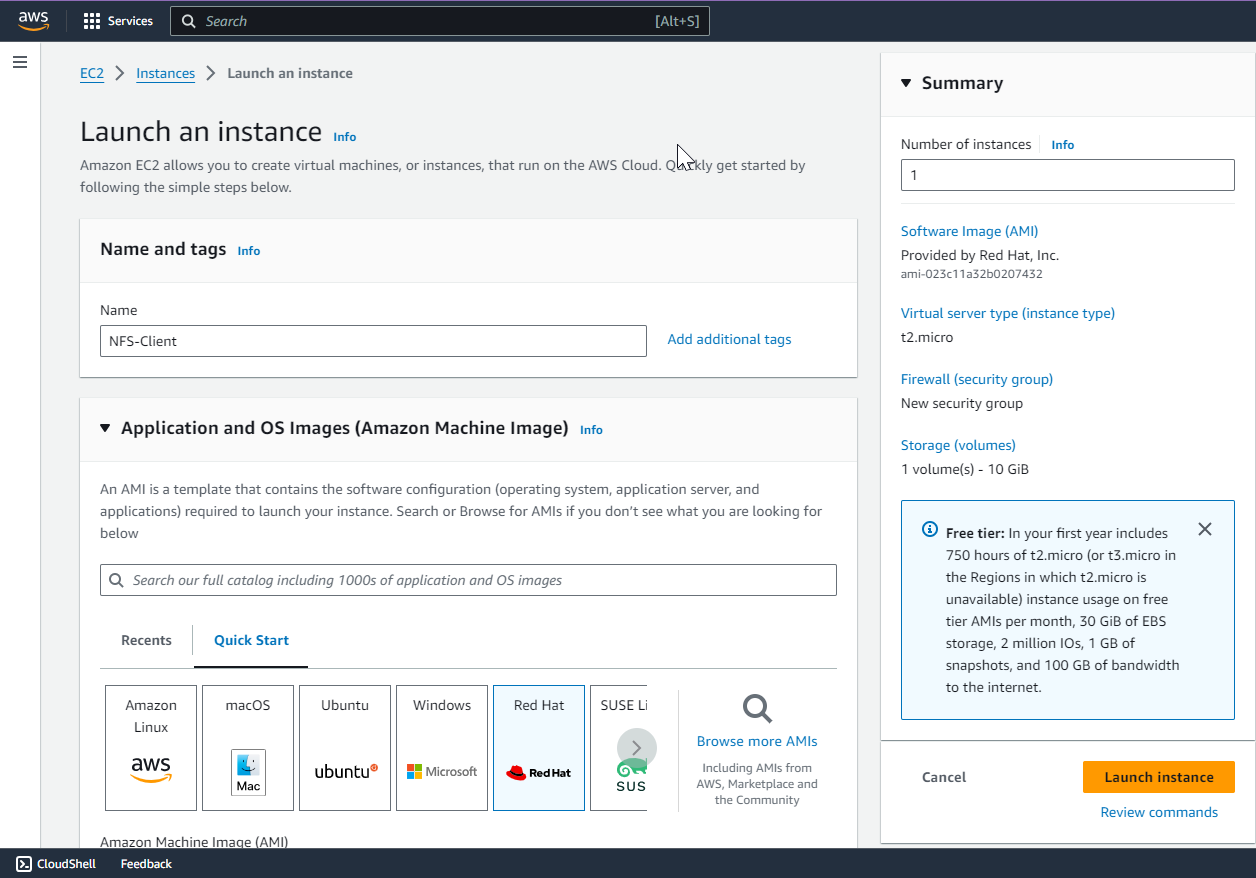 aws
Services
Search
[Alt+S]
EC2
Instances
Launch an instance
Launch an instance
Info
Amazon EC2 allows you to create virtual machines, or instances, that run on the AWS Cloud. Quickly get started by
following the simple steps below.
Name and tags
Info
Name
NFS-Client
Add additional tags
Application and OS Images (Amazon Machine Image)
Info
An AMI is a template that contains the software configuration (operating system, application server, and
applications) required to launch your instance. Search or Browse for AMIs if you don't see what you are looking for
below
Search our full catalog including 1000s of application and OS images
Recents
Quick Start
Amazon
Linux
aws
macOS
Mac
Ubuntu
ubuntu
Windows
Microsoft
Red Hat
Red Hat
SUSE Li
SUS
Browse more AMIs
Including AMIs from
AWS, Marketplace and
the Community
Amazon Machine Image (AMI)
Summary
Number of instances
Info
1
Software Image (AMI)
Provided by Red Hat, Inc.
ami-023c11a32b0207432
Virtual server type (instance type)
t2.micro
Firewall (security group)
New security group
Storage (volumes)
1 volume(s) - 10 GiB
Free tier: In your first year includes
750 hours of t2.micro (or t3.micro in
the Regions in which t2.micro is
unavailable) instance usage on free
tier AMIs per month, 30 GiB of EBS
storage, 2 million IOs, 1 GB of
snapshots, and 100 GB of bandwidth
to the internet.
Cancel
Launch instance
Review commands
CloudShell
Feedback